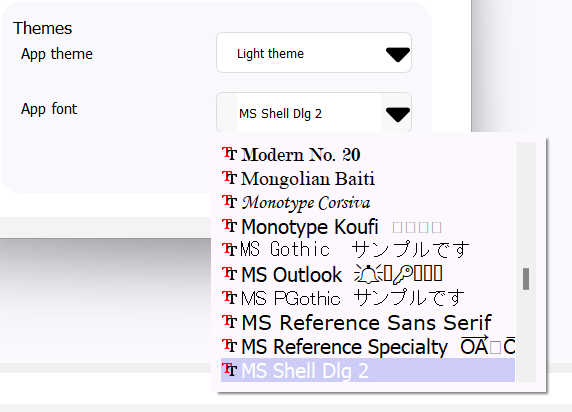 Themes
App theme
Light theme
App font
MS Shell Dlg 2
Modern No. 20
Mongolian Baiti
Monotype Corsiva
Monotype Koufi
MS Gothic サンプルです
MS Outlook
MS PGothic サンプルです
MS Reference Sans Serif
MS Reference Specialty
MS Shell Dlg 2